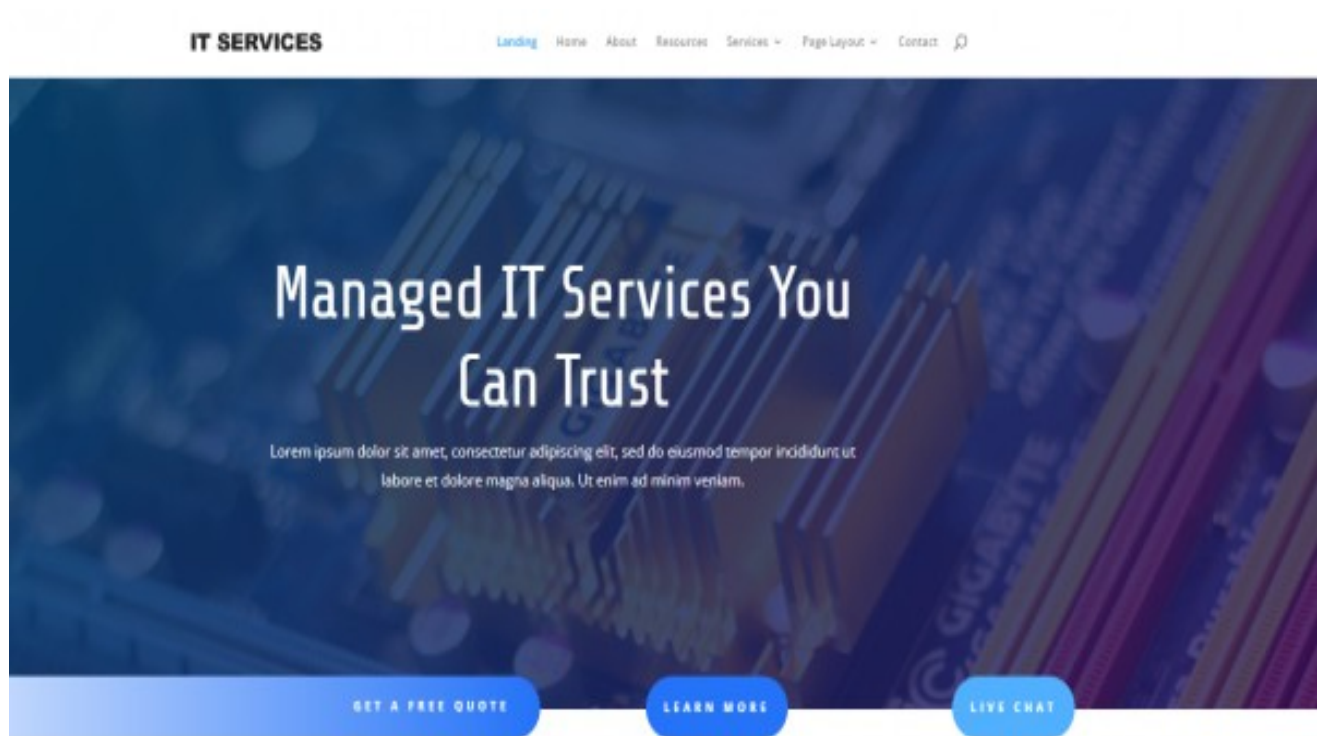 IT SERVICES
Landing Home About Resources Services Page Layout Contact
Managed IT Services You
Can Trust
Lorem ipsum dolor sit amet, consectetur adipiscing elit, sed do eiusmod tempor incididunt ut
labore et dolore magna aliqua. Ut enim ad minim veniam.
GIGABYTE
GET A FREE QUOTE LEARN MORE LIVE CHAT